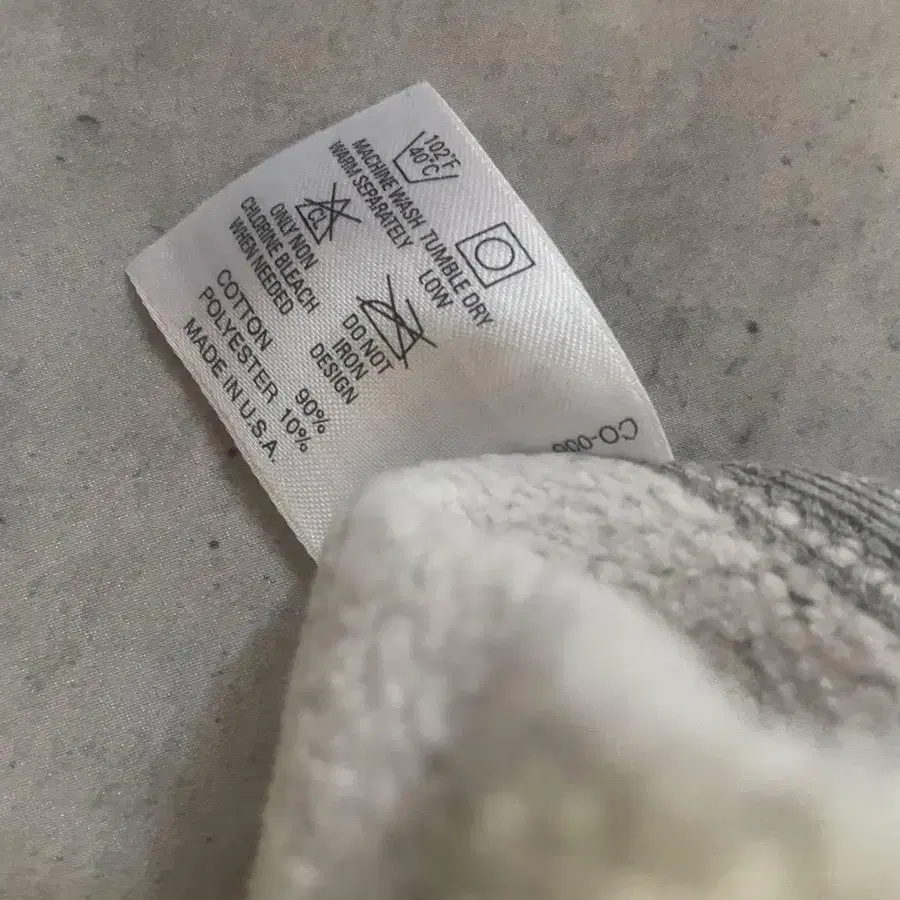 102°F
40°C
MACHINE WASH
WARM SEPARATELY
TUMBLE DRY
LOW
CL
ONLY NON
CHLORINE BLEACH
WHEN NEEDED
DO NOT
IRON
DESIGN
COTTON 90%
POLYESTER 10%
MADE IN U.S.A.